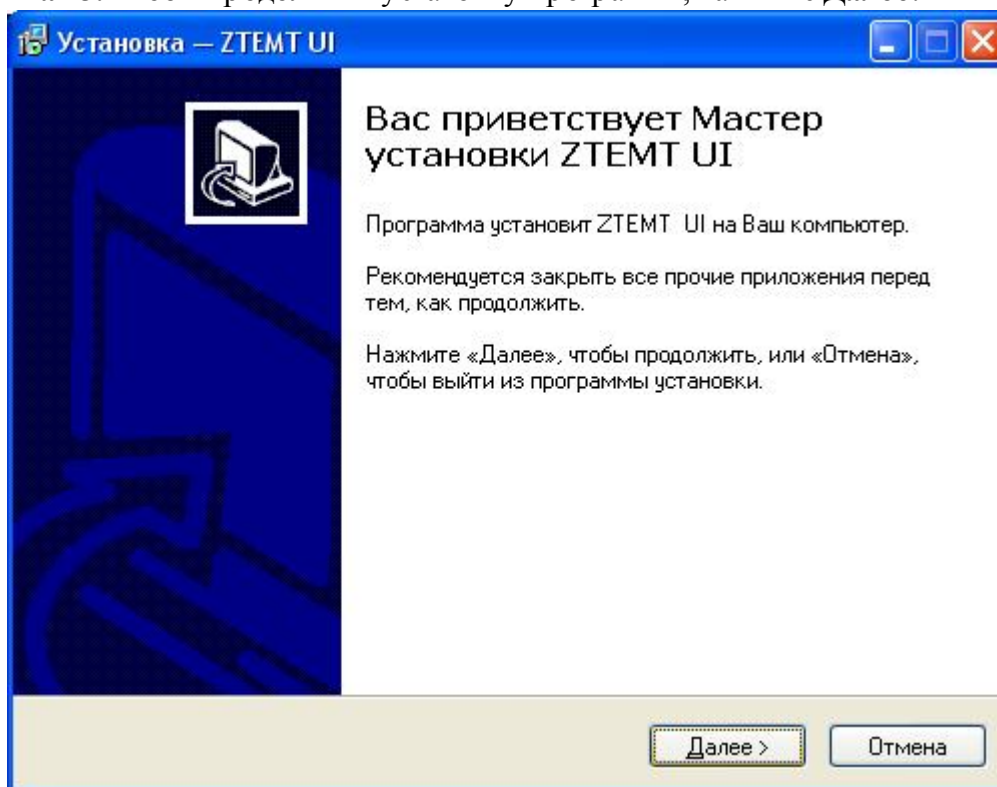 Установка — ZTEMT UI
Вас приветствует Мастер
установки ZTEMT UI
Программа установит ZTEMT UI на Ваш компьютер.
Рекомендуется закрыть все прочие приложения перед
тем, как продолжить.
Нажмите «Далее», чтобы продолжить, или «Отмена»,
чтобы выйти из программы установки.
Далее > Отмена